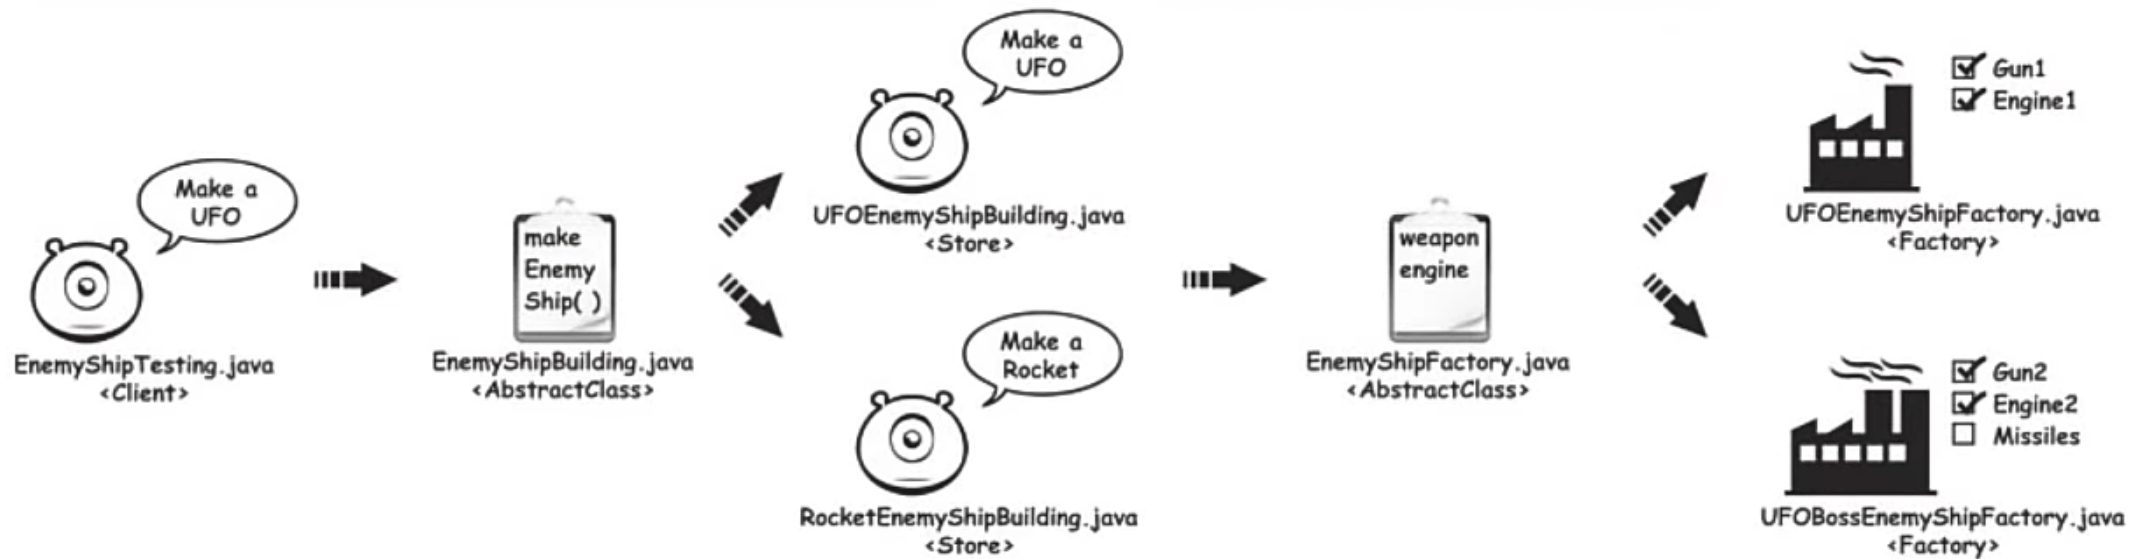 Make a
UFO
EnemyShipTesting.java
<Client>
make
Enemy
Ship( )
EnemyShipBuilding.java
<AbstractClass>
Make a
UFO
UFOEnemyShipBuilding.java
<Store>
Make a
Rocket
RocketEnemyShipBuilding.java
<Store>
weapon
engine
EnemyShipFactory.java
<AbstractClass>
Gun1
Engine1
UFOEnemyShipFactory.java
<Factory>
Gun2
Engine2
Missiles
UFOBossEnemyShipFactory.java
<Factory>